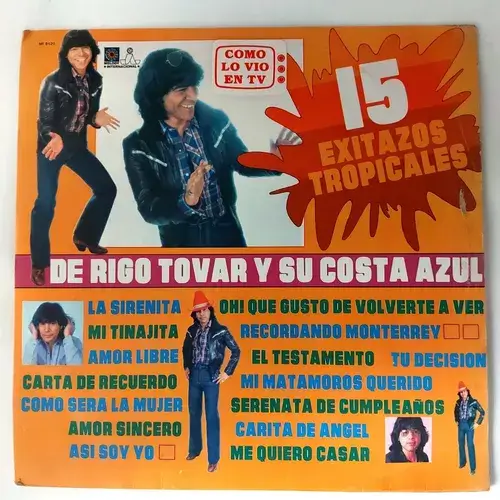 COMO
LO VIO
EN TV
15
EXITAZOS
TROPICALES
DE RIGO TOVAR Y SU COSTA AZUL
LA SIRENITA
MI TINAJITA
AMOR LIBRE
CARTA DE RECUERDO
COMO SERA LA MUJER
AMOR SINCERO
ASI SOY YO
OH! QUE GUSTO DE VOLVERTE A VER
RECORDANDO MONTERREY
EL TESTAMENTO
TU DECISION
MI MATAMOROS QUERIDO
SERENATA DE CUMPLEAÑOS
CARITA DE ANGEL
ME QUIERO CASAR